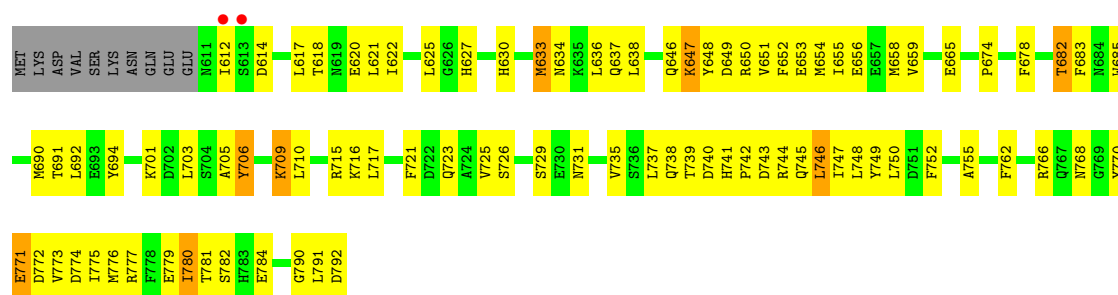 MET LYS ASP VAL SER LYS ASN GLN GLU GLU N611 I612 S613 D614 L617 T618 N619 E620 L621 I622 L625 G626 H627 H630 M633 N634 K635 L636 Q637 L638 Q646 K647 Y648 D649 R650 V651 F652 E653 M654 I655 E656 E657 M658 V659 E665 P674 F678 T682 F683 N684 W685
M690 T691 L692 E693 Y694 K701 D702 L703 S704 A705 Y706 K709 L710 R715 K716 L717 F721 D722 Q723 A724 V725 S726 S729 E730 N731 V735 S736 L737 Q738 T739 D740 H741 P742 D743 R744 Q745 L746 I747 L748 Y749 L750 D751 F752 A755 F762 R766 Q767 N768 G769 Y770
E771 D772 V773 D774 I775 M776 R777 F778 E779 I780 T781 S782 H783 E784 G790 L791 D792